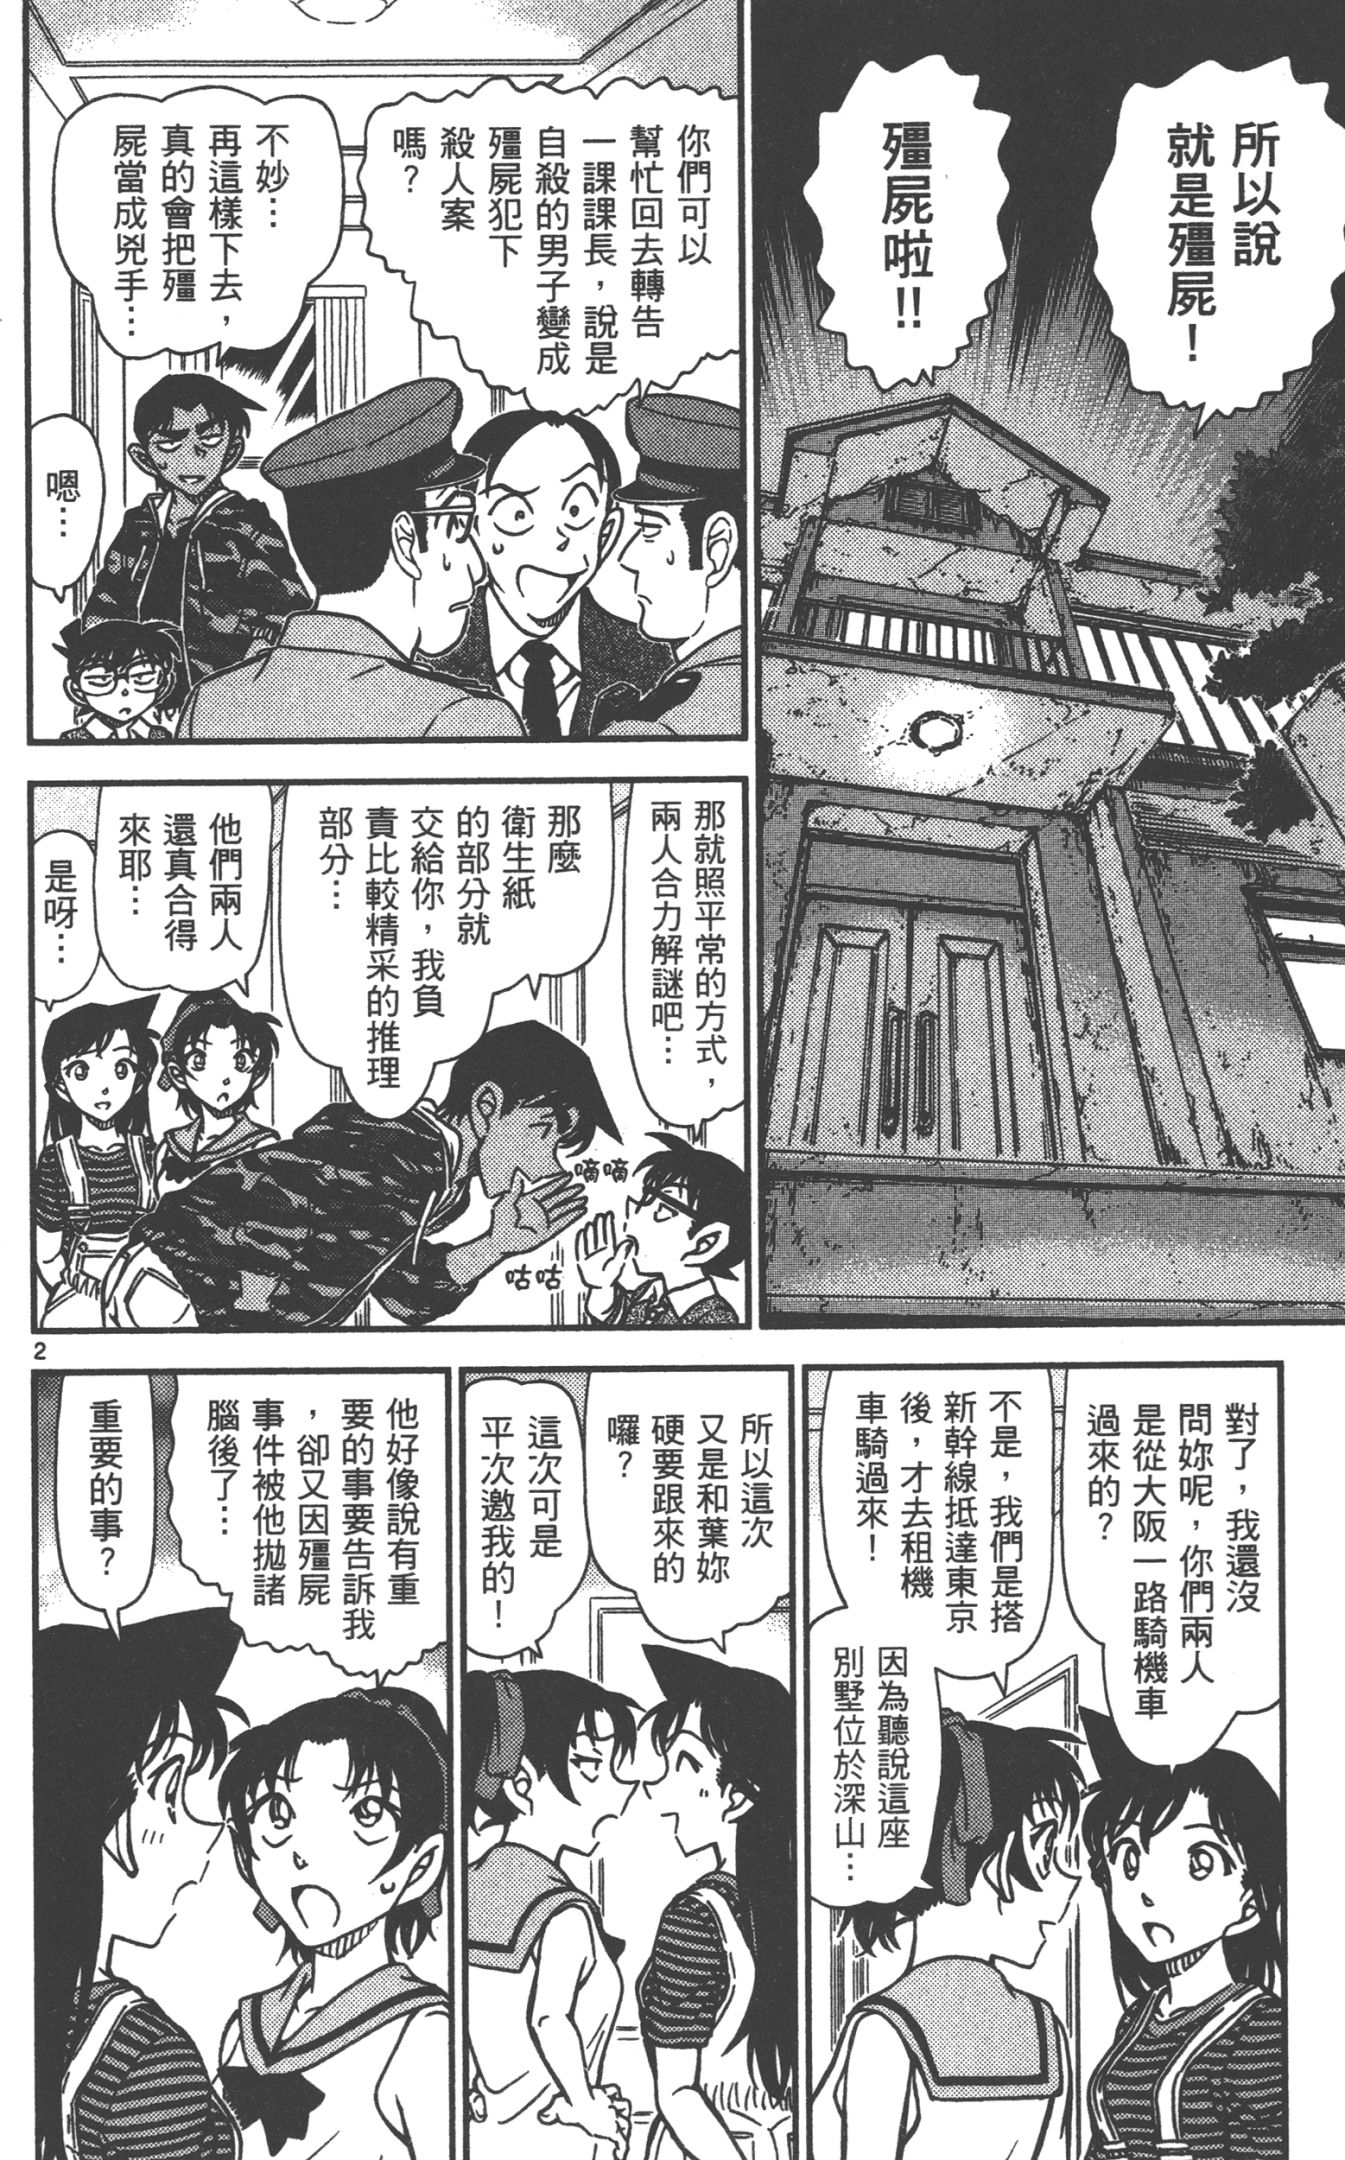 所以說
就是殭屍！
殭屍啦!!
你們可以
幫忙回去轉告
一課課長，說是
自殺的男子變成
殭屍犯下
殺人案
嗎？
不妙…
再這樣下去，
真的會把殭
屍當成兇手…
嗯…
那就照平常的方式，
兩人合力解謎吧…
那麼
衛生紙
的部分就
交給你，我負
責比較精采的推理
部分…
嘀嘀
咕咕
他們兩人
還真合得
來耶…
是呀…
2
對了，我還沒
問妳呢，你們兩人
是從大阪一路騎機車
過來的？
不是，我們是搭
新幹線抵達東京
後，才去租機
車騎過來！
因為聽說這座
別墅位於深山…
所以這次
又是和葉妳
硬要跟來的
囉？
這次可是
平次邀我的！
他好像說有重
要的事要告訴我
，卻又因殭屍
事件被他拋諸
腦後了…
重要的事？